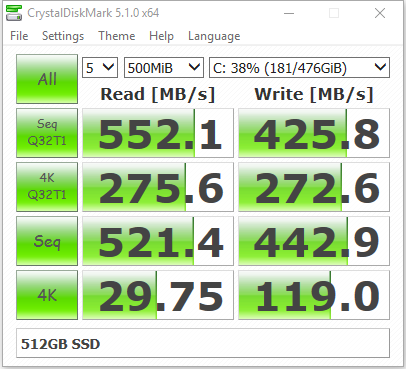 CrystalDiskMark 5.1.0 x64
File Settings Theme Help Language
All 5 500MiB C: 38% (181/476GiB)
Read [MB/s] Write [MB/s]
Seq Q32T1 552.1 425.8
4K Q32T1 275.6 272.6
Seq 521.4 442.9
4K 29.75 119.0
512GB SSD